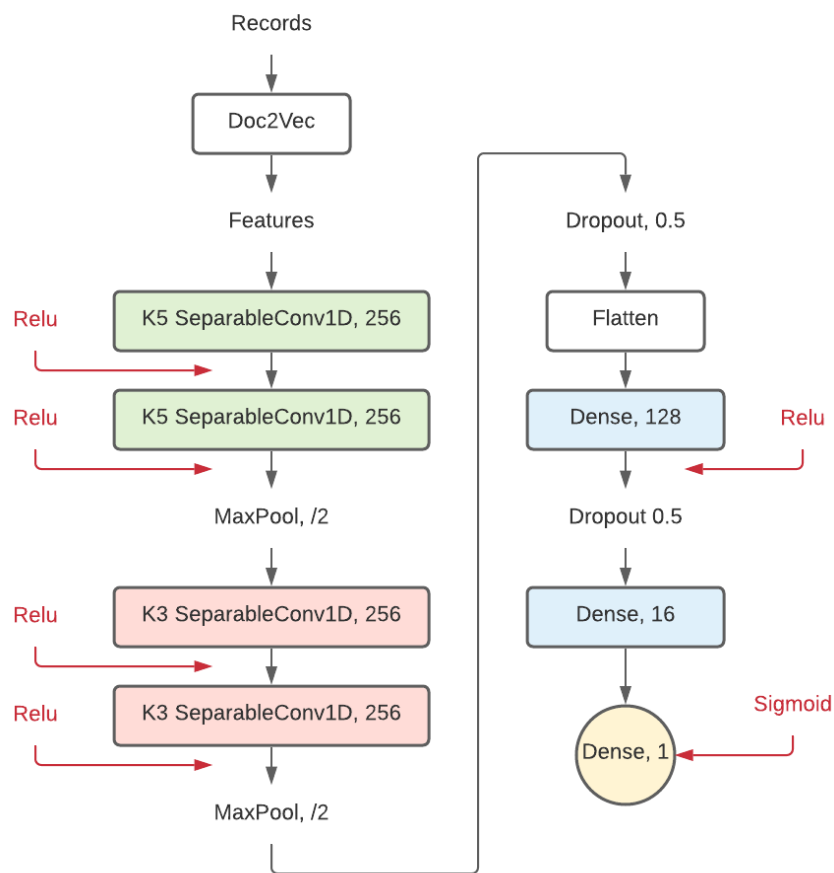 Records
Doc2Vec
Features
Relu
K5 SeparableConv1D, 256
Relu
K5 SeparableConv1D, 256
MaxPool, /2
Relu
K3 SeparableConv1D, 256
Relu
K3 SeparableConv1D, 256
MaxPool, /2
Dropout, 0.5
Flatten
Dense, 128
Relu
Dropout 0.5
Dense, 16
Sigmoid
Dense, 1